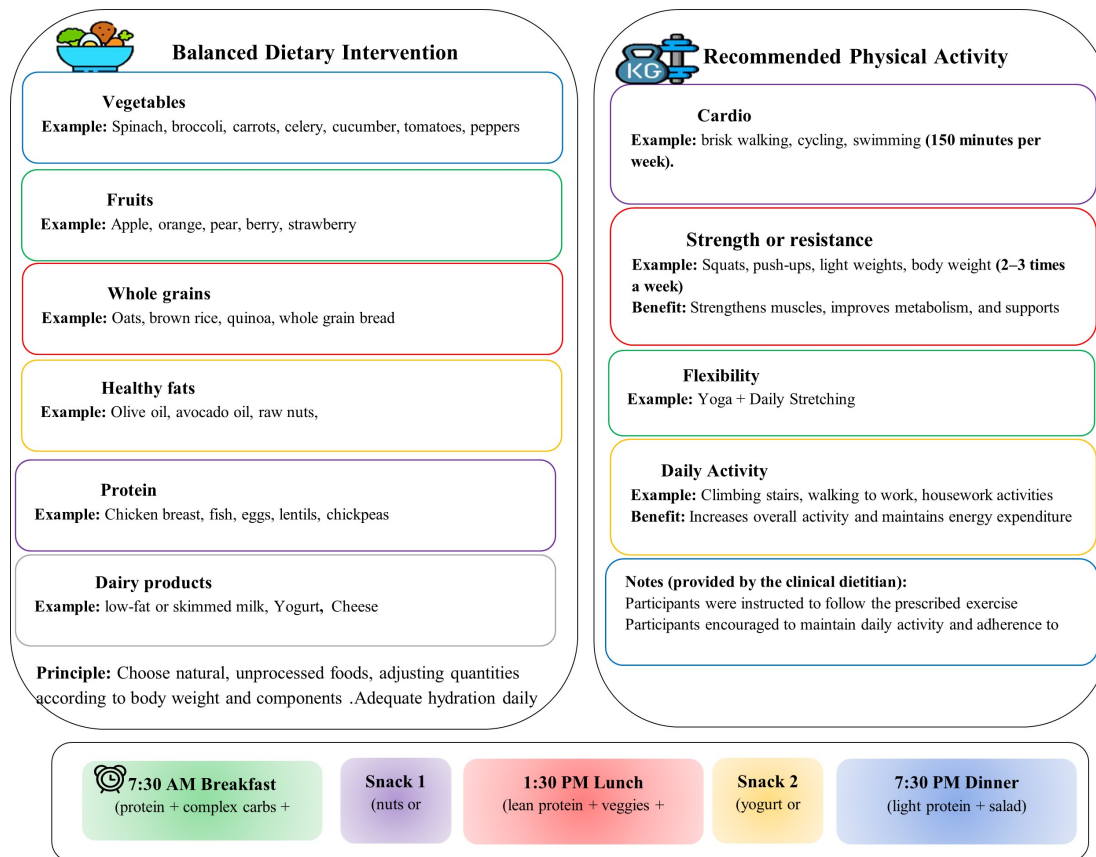 Balanced Dietary Intervention
Vegetables
Example: Spinach, broccoli, carrots, celery, cucumber, tomatoes, peppers
Fruits
Example: Apple, orange, pear, berry, strawberry
Whole grains
Example: Oats, brown rice, quinoa, whole grain bread
Healthy fats
Example: Olive oil, avocado oil, raw nuts,
Protein
Example: Chicken breast, fish, eggs, lentils, chickpeas
Dairy products
Example: low-fat or skimmed milk, Yogurt, Cheese
Principle: Choose natural, unprocessed foods, adjusting quantities
according to body weight and components .Adequate hydration daily
KG
Recommended Physical Activity
Cardio
Example: brisk walking, cycling, swimming (150 minutes per
week).
Strength or resistance
Example: Squats, push-ups, light weights, body weight (2–3 times
a week)
Benefit: Strengthens muscles, improves metabolism, and supports
Flexibility
Example: Yoga + Daily Stretching
Daily Activity
Example: Climbing stairs, walking to work, housework activities
Benefit: Increases overall activity and maintains energy expenditure
Notes (provided by the clinical dietitian):
Participants were instructed to follow the prescribed exercise
Participants encouraged to maintain daily activity and adherence to
7:30 AM Breakfast
(protein + complex carbs +
Snack 1
(nuts or
1:30 PM Lunch
(lean protein + veggies +
Snack 2
(yogurt or
7:30 PM Dinner
(light protein + salad)